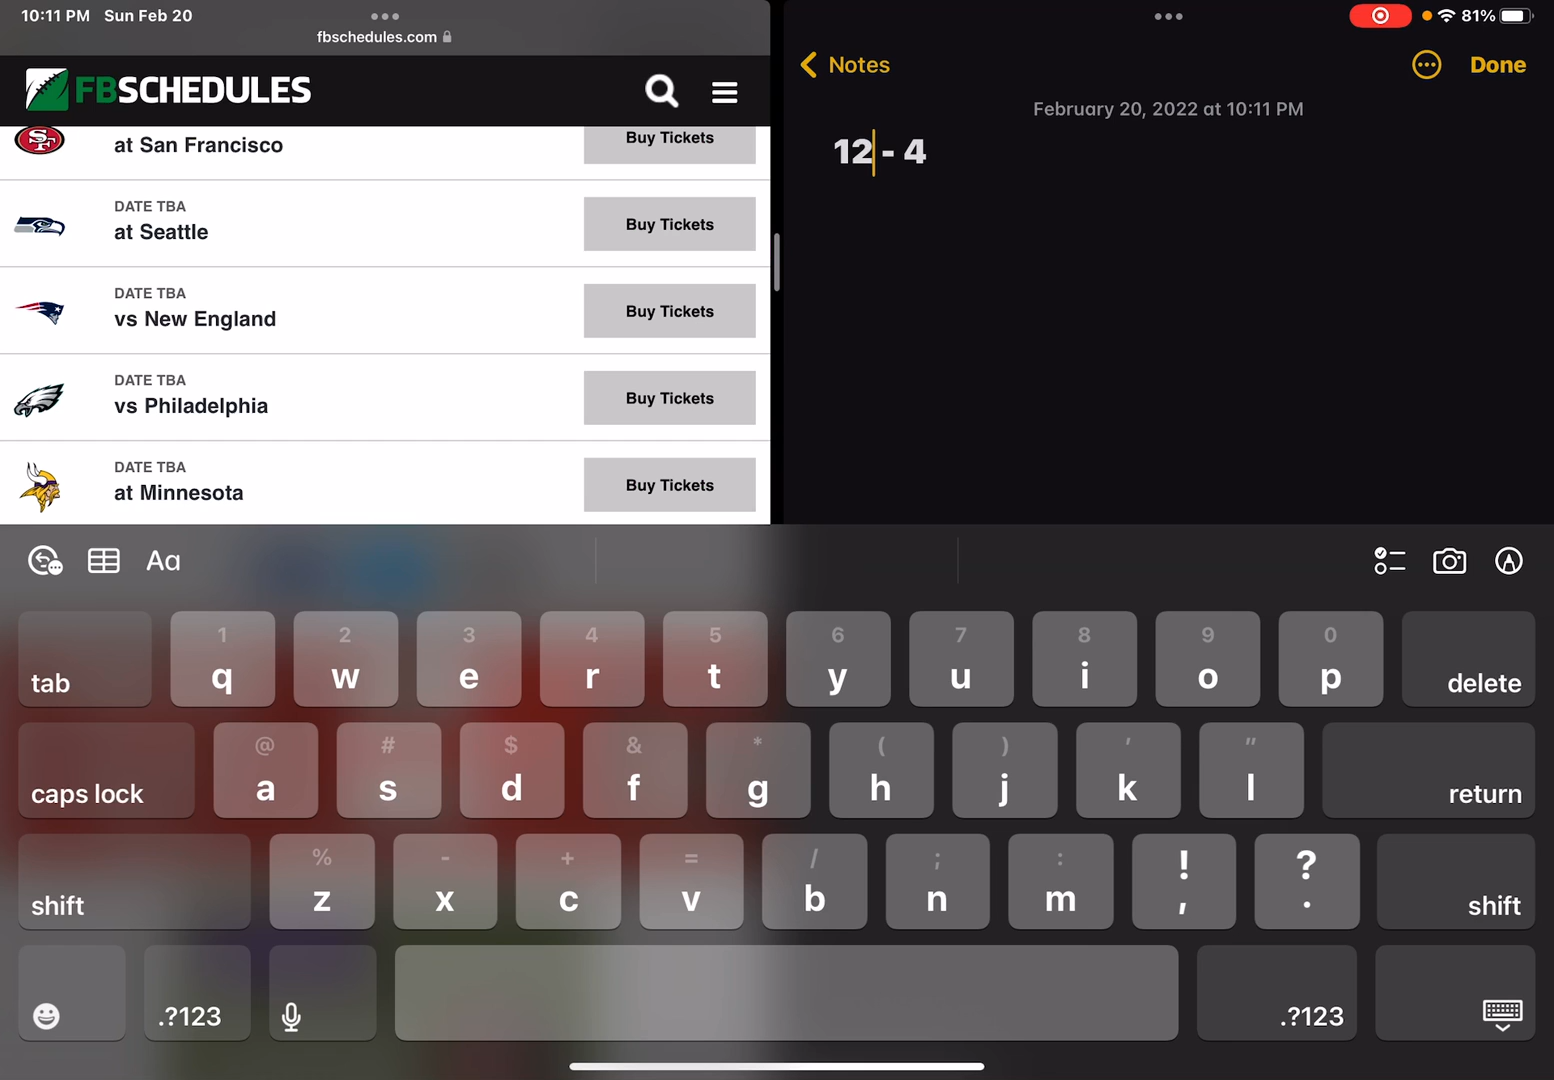 10:11 PM Sun Feb 20
fbschedules.com
81%
FBSCHEDULES
at San Francisco
Buy Tickets
DATE TBA
at Seattle
Buy Tickets
DATE TBA
vs New England
Buy Tickets
DATE TBA
vs Philadelphia
Buy Tickets
DATE TBA
at Minnesota
Buy Tickets
Notes
Done
February 20, 2022 at 10:11 PM
12 - 4
Aa
1 2 3 4 5 6 7 8 9 0
tab q w e r t y u i o p delete
@ # $ & * ( ) ' "
caps lock a s d f g h j k l return
% - + = / ; : ! ?
shift z x c v b n m , . shift
.?123 .?123